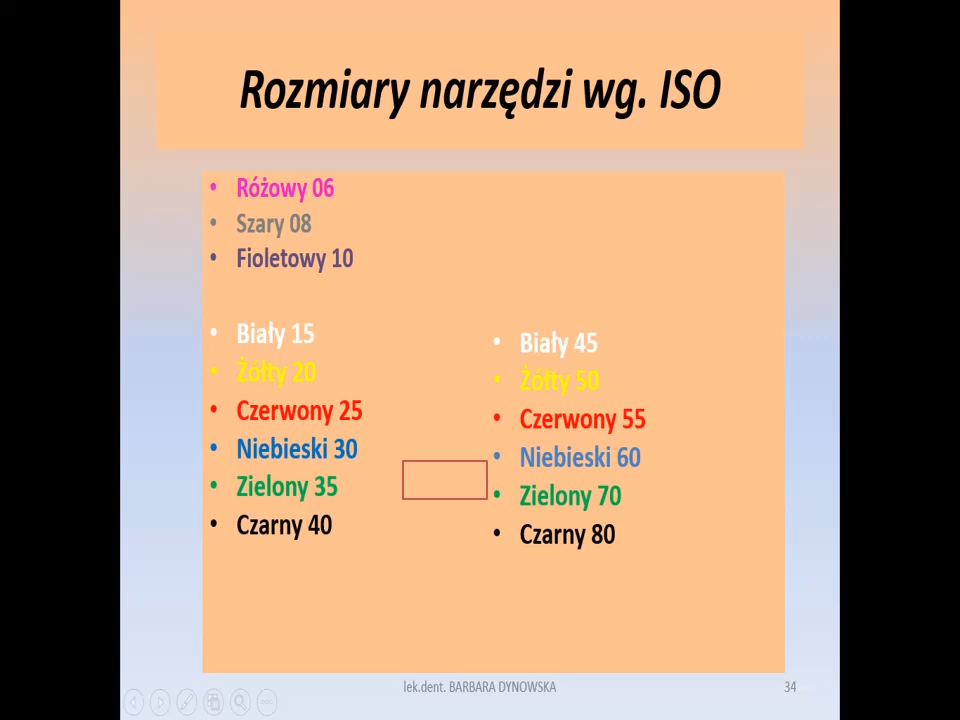 Rozmiary narzędzi wg. ISO
• Różowy 06
• Szary 08
• Fioletowy 10
• Biały 15
• Żółty 20
• Czerwony 25
• Niebieski 30
• Zielony 35
• Czarny 40
• Biały 45
• Żółty 50
• Czerwony 55
• Niebieski 60
• Zielony 70
• Czarny 80
lek.dent. BARBARA DYNOWSKA
34